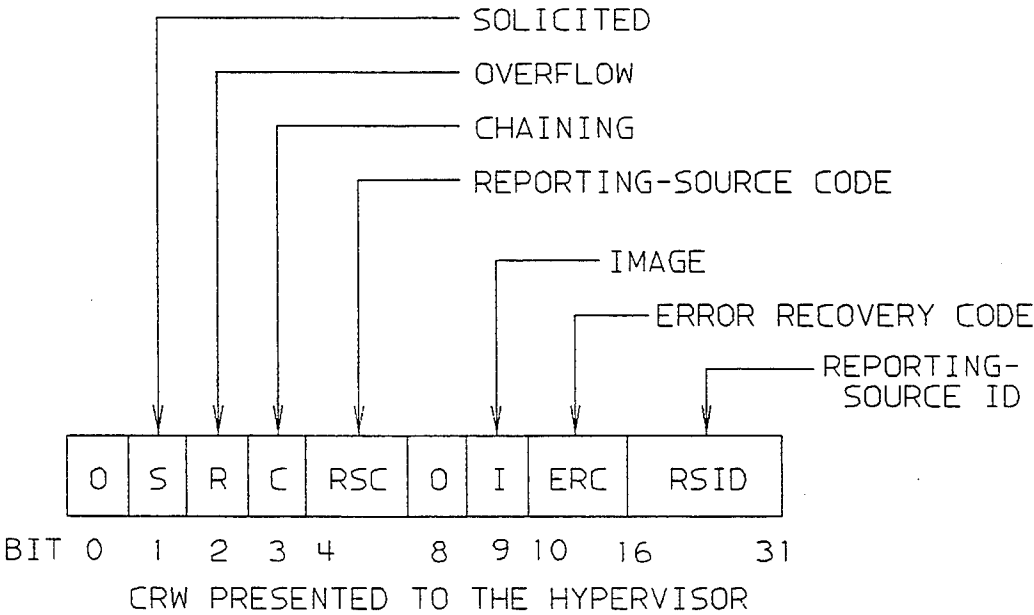 SOLICITED
OVERFLOW
CHAINING
REPORTING-SOURCE CODE
IMAGE
ERROR RECOVERY CODE
REPORTING-
SOURCE ID
0 S R C RSC 0 I ERC RSID
BIT 0 1 2 3 4 8 9 10 16 31
CRW PRESENTED TO THE HYPERVISOR